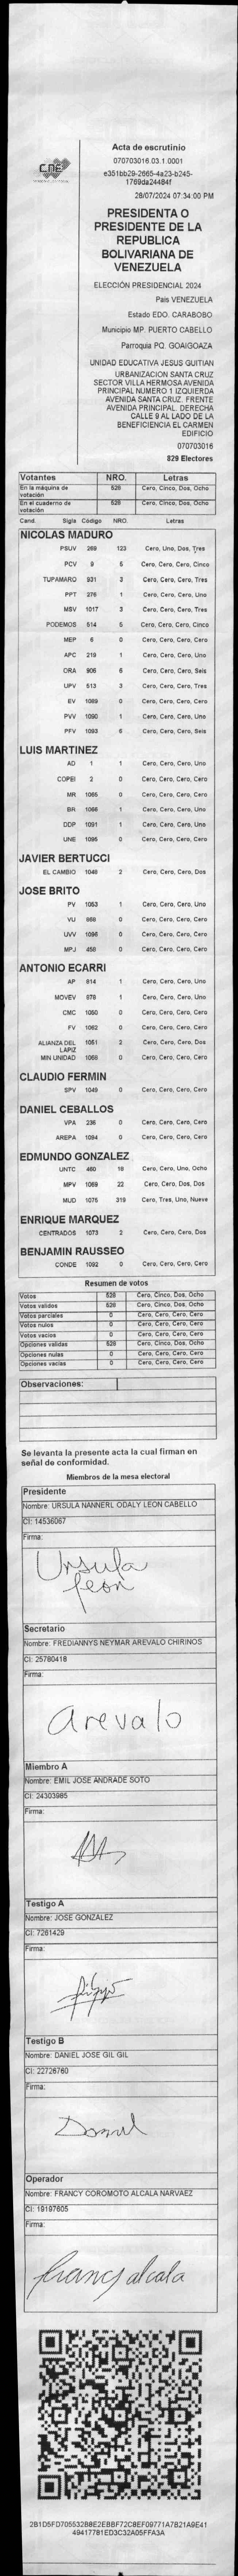 CNE
Acta de escrutinio
070703016.03.1.0001
e351bb29-2665-4a23-b245-
1769da24484f
28/07/2024 07:34:00 PM
PRESIDENTA O
PRESIDENTE DE LA
REPUBLICA
BOLIVARIANA DE
VENEZUELA
ELECCIÓN PRESIDENCIAL 2024
Pais VENEZUELA
Estado EDO. CARABOBO
Municipio MP. PUERTO CABELLO
Parroquia PQ. GOAIGOAZA
UNIDAD EDUCATIVA JESUS GUITIAN
URBANIZACION SANTA CRUZ
SECTOR VILLA HERMOSA AVENIDA
PRINCIPAL NUMERO 1 IZQUIERDA
AVENIDA SANTA CRUZ. FRENTE
AVENIDA PRINCIPAL. DERECHA
CALLE 9 AL LADO DE LA
BENEFICIENCIA EL CARMEN
EDIFICIO
070703016
829 Electores
Votantes NRO. Letras
En la máquina de votación 528 Cero, Cinco, Dos, Ocho
En el cuaderno de votación 528 Cero, Cinco, Dos, Ocho
Cand. Sigla Código NRO. Letras
NICOLAS MADURO
PSUV 269 123 Cero, Uno, Dos, Tres
PCV 9 5 Cero, Cero, Cero, Cinco
TUPAMARO 931 3 Cero, Cero, Cero, Tres
PPT 276 1 Cero, Cero, Cero, Uno
MSV 1017 3 Cero, Cero, Cero, Tres
PODEMOS 514 5 Cero, Cero, Cero, Cinco
MEP 6 0 Cero, Cero, Cero, Cero
APC 219 1 Cero, Cero, Cero, Uno
ORA 906 6 Cero, Cero, Cero, Seis
UPV 513 3 Cero, Cero, Cero, Tres
EV 1089 0 Cero, Cero, Cero, Cero
PVV 1090 1 Cero, Cero, Cero, Uno
PFV 1093 6 Cero, Cero, Cero, Seis
LUIS MARTINEZ
AD 1 1 Cero, Cero, Cero, Uno
COPEI 2 0 Cero, Cero, Cero, Cero
MR 1065 0 Cero, Cero, Cero, Cero
BR 1066 1 Cero, Cero, Cero, Uno
DDP 1091 1 Cero, Cero, Cero, Uno
UNE 1095 0 Cero, Cero, Cero, Cero
JAVIER BERTUCCI
EL CAMBIO 1048 2 Cero, Cero, Cero, Dos
JOSE BRITO
PV 1053 1 Cero, Cero, Cero, Uno
VU 868 0 Cero, Cero, Cero, Cero
UVV 1096 0 Cero, Cero, Cero, Cero
MPJ 458 0 Cero, Cero, Cero, Cero
ANTONIO ECARRI
AP 814 1 Cero, Cero, Cero, Uno
MOVEV 878 1 Cero, Cero, Cero, Uno
CMC 1050 0 Cero, Cero, Cero, Cero
FV 1062 0 Cero, Cero, Cero, Cero
ALIANZA DEL LAPIZ 1051 2 Cero, Cero, Cero, Dos
MIN UNIDAD 1068 0 Cero, Cero, Cero, Cero
CLAUDIO FERMIN
SPV 1049 0 Cero, Cero, Cero, Cero
DANIEL CEBALLOS
VPA 236 0 Cero, Cero, Cero, Cero
AREPA 1094 0 Cero, Cero, Cero, Cero
EDMUNDO GONZALEZ
UNTC 460 18 Cero, Cero, Uno, Ocho
MPV 1069 22 Cero, Cero, Dos, Dos
MUD 1075 319 Cero, Tres, Uno, Nueve
ENRIQUE MARQUEZ
CENTRADOS 1073 2 Cero, Cero, Cero, Dos
BENJAMIN RAUSSEO
CONDE 1092 0 Cero, Cero, Cero, Cero
Resumen de votos
Votos 528 Cero, Cinco, Dos, Ocho
Votos validos 528 Cero, Cinco, Dos, Ocho
Votos parciales 0 Cero, Cero, Cero, Cero
Votos nulos 0 Cero, Cero, Cero, Cero
Votos vacios 0 Cero, Cero, Cero, Cero
Opciones validas 528 Cero, Cinco, Dos, Ocho
Opciones nulas 0 Cero, Cero, Cero, Cero
Opciones vacias 0 Cero, Cero, Cero, Cero
Observaciones:
Se levanta la presente acta la cual firman en
señal de conformidad.
Miembros de la mesa electoral
Presidente
Nombre: URSULA NANNERL ODALY LEON CABELLO
CI: 14536067
Firma:
Ursula
Leon
Secretario
Nombre: FREDIANNYS NEYMAR AREVALO CHIRINOS
CI: 25780418
Firma:
arevalo
Miembro A
Nombre: EMIL JOSE ANDRADE SOTO
CI: 24303985
Firma:
Testigo A
Nombre: JOSE GONZALEZ
CI: 7261429
Firma:
Testigo B
Nombre: DANIEL JOSE GIL GIL
CI: 22726760
Firma:
Operador
Nombre: FRANCY COROMOTO ALCALA NARVAEZ
CI: 19197605
Firma:
francy alcala
2B1D5FD705532B8E2EBBF72C8EF09771A7B21A9E41
49417781ED3C32A05FFA3A